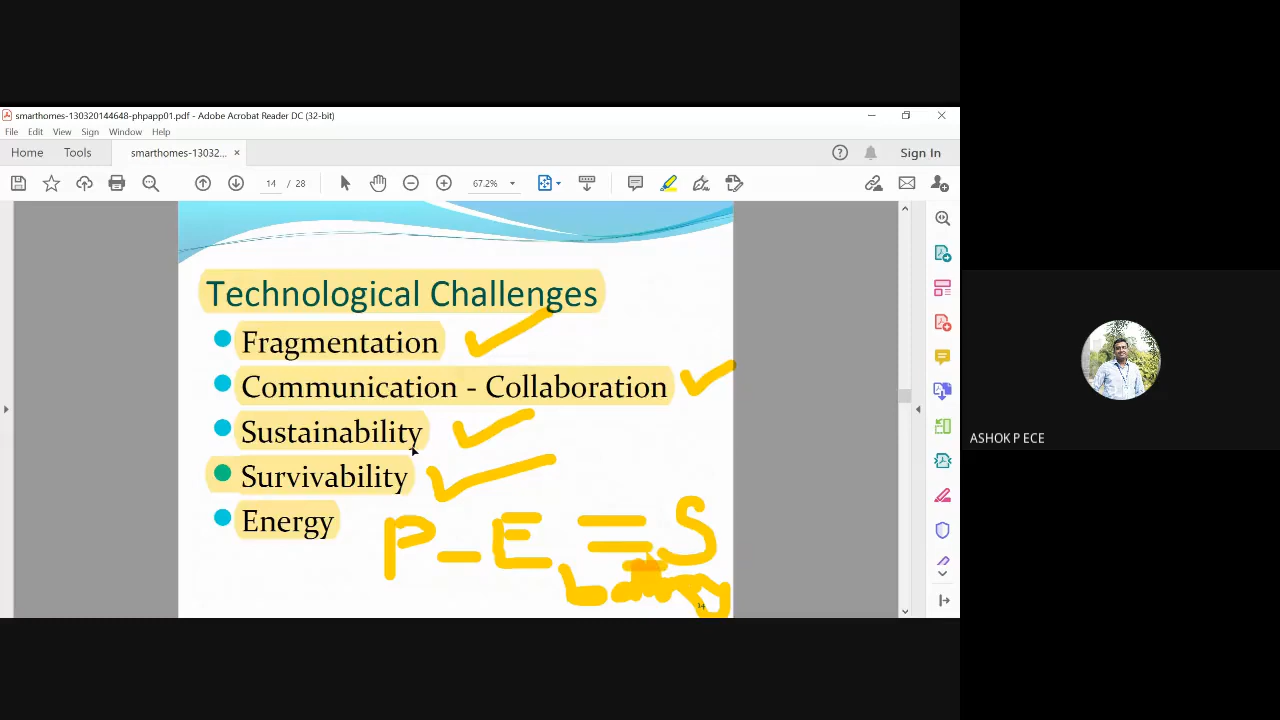 smarthomes-130320144648-phpapp01.pdf - Adobe Acrobat Reader DC (32-bit)
File Edit View Sign Window Help
Home Tools smarthomes-13032... × Sign In
14 / 28 67.2%
Technological Challenges
Fragmentation
Communication - Collaboration
Sustainability
Survivability
Energy
P-E = S
14
ASHOK P ECE